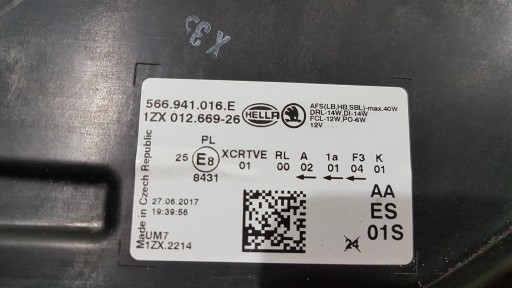 X 33
566.941.016.E
1ZX 012.669-26
HELLA
AFS(LB,HB,SBL)-max.40W
DRL-14W,DI-14W
FCL-12W,PO-6W
12V
PL
25 E8 XCRTVE RL A 1a F3 K
8431 01 00 02 01 04 01
Made in Czech Republic
27.06.2017
19:39:56
UM7
1ZX.2214
AA
ES
01S
24